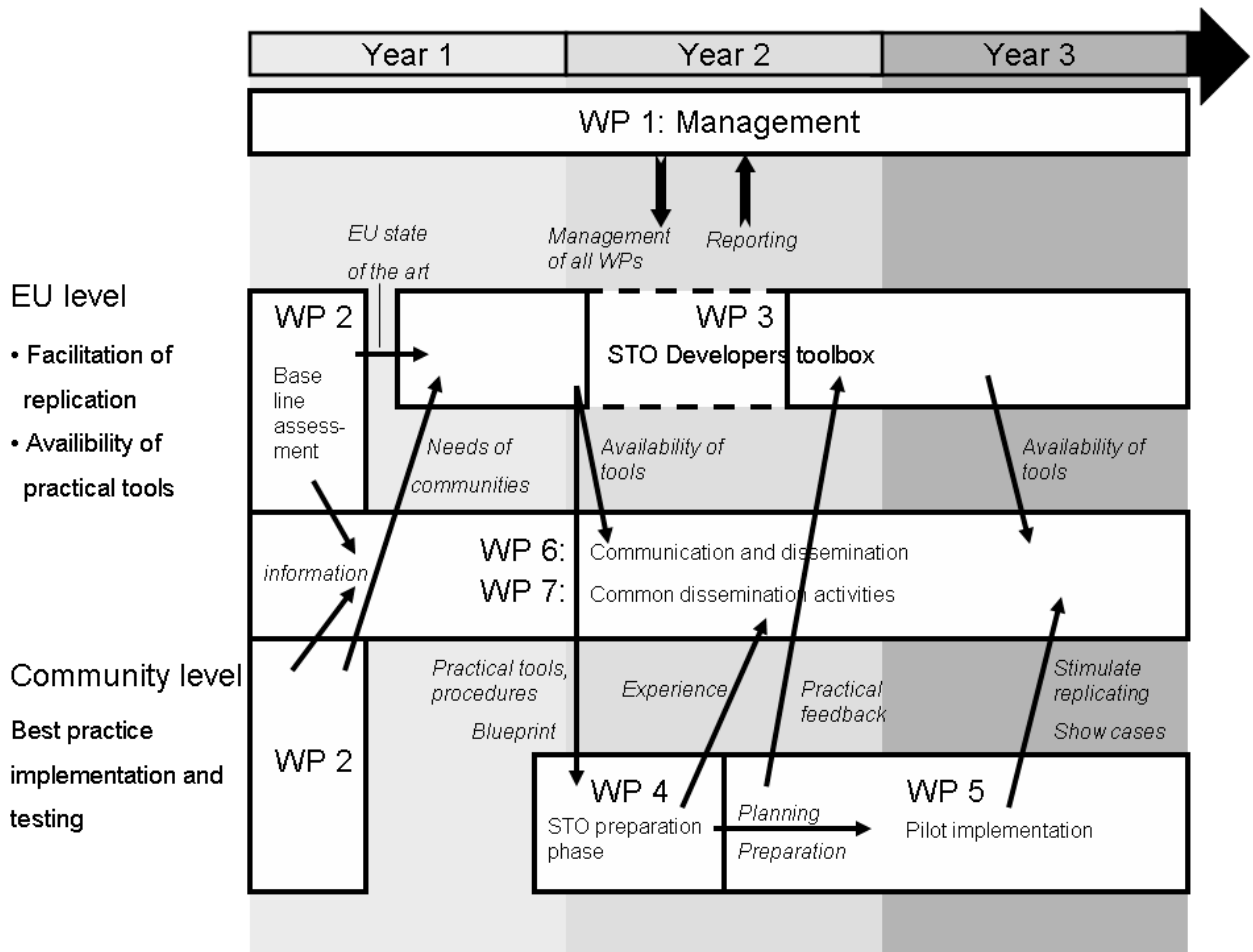 Year 1
Year 2
Year 3
WP 1: Management
EU state
of the art
Management
of all WPs
Reporting
EU level
• Facilitation of
replication
• Availibility of
practical tools
WP 2
Base
line
assess-
ment
WP 3
STO Developers toolbox
Needs of
communities
Availability of
tools
Availability of
tools
information
WP 6:
Communication and dissemination
WP 7:
Common dissemination activities
Community level
Best practice
implementation and
testing
WP 2
Practical tools,
procedures
Blueprint
Experience
Practical
feedback
Stimulate
replicating
Show cases
WP 4
STO preparation
phase
Planning
Preparation
WP 5
Pilot implementation